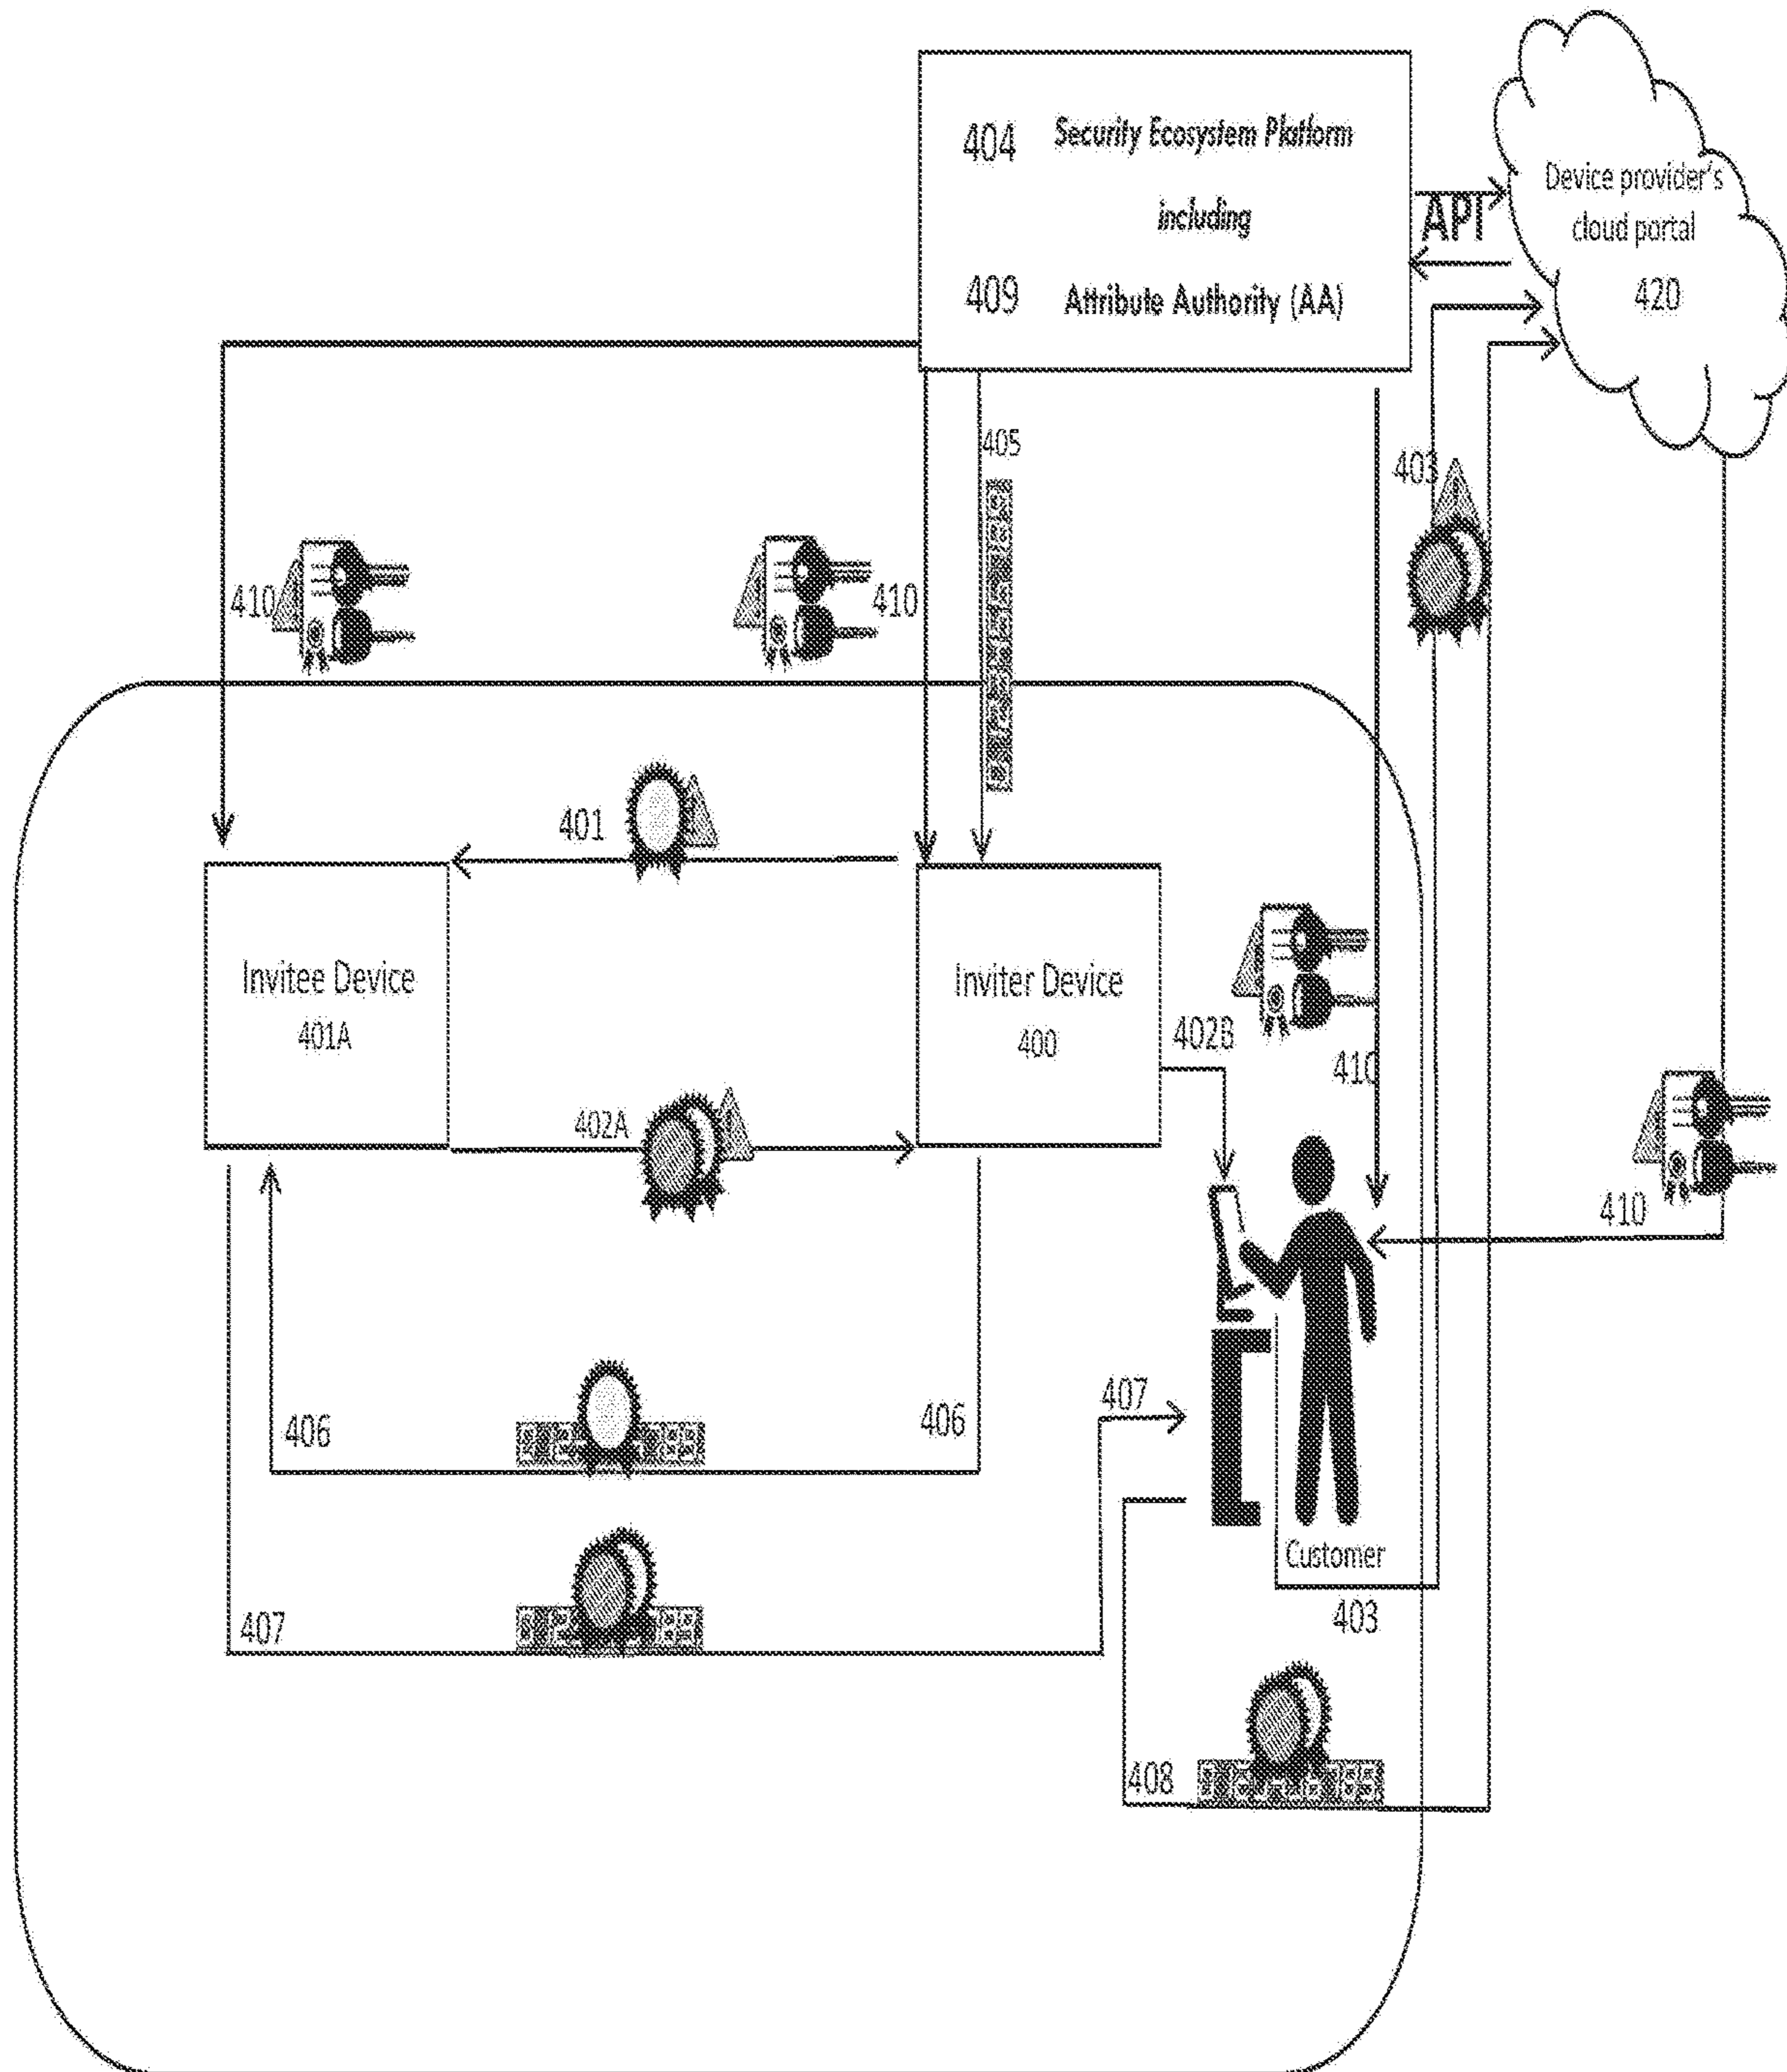 404 Security Ecosystem Platform
including
409 Attribute Authority (AA)
API
Device provider's
cloud portal
420
405
403
410
410
401
Invitee Device
401A
Inviter Device
400
402B
410
402A
410
406
406
407
407
Customer
403
408